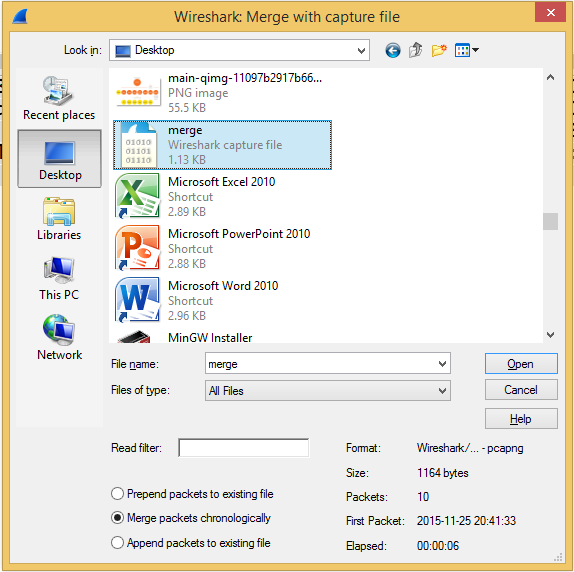 Wireshark: Merge with capture file
Look in: Desktop
main-qimg-11097b2917b66...
PNG image
55.5 KB
Recent places
merge
Wireshark capture file
1.13 KB
01010
01101
01110
Desktop
Microsoft Excel 2010
Shortcut
2.89 KB
Libraries
Microsoft PowerPoint 2010
Shortcut
2.88 KB
This PC
Microsoft Word 2010
Shortcut
2.96 KB
Network
MinGW Installer
File name: merge Open
Files of type: All Files Cancel
Help
Read filter:
Format: Wireshark/... - pcapng
Size: 1164 bytes
Prepend packets to existing file
Packets: 10
Merge packets chronologically
First Packet: 2015-11-25 20:41:33
Append packets to existing file
Elapsed: 00:00:06